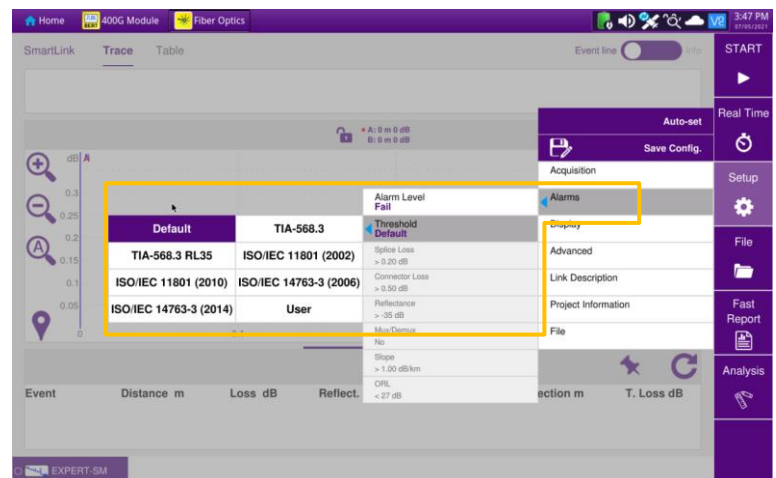 Home
400G Module
Fiber Optics
3:47 PM
07/05/2021
SmartLink Trace Table
Event line
Info
START
Real Time
Setup
File
Fast
Report
Analysis
A: 0 m 0 dB
B: 0 m 0 dB
Auto-set
Save Config.
Acquisition
Alarms
Display
Advanced
Link Description
Project Information
File
dB
A
0.3
0.25
0.2
0.15
0.1
0.05
0
Alarm Level
Fail
Threshold
Default
Splice Loss
> 0.20 dB
Connector Loss
> 0.50 dB
Reflectance
> -35 dB
Mux/Demux
No
Slope
> 1.00 dB/km
ORL
< 27 dB
Default TIA-568.3
TIA-568.3 RL35 ISO/IEC 11801 (2002)
ISO/IEC 11801 (2010) ISO/IEC 14763-3 (2006)
ISO/IEC 14763-3 (2014) User
Event Distance m Loss dB Reflect. ection m T. Loss dB
EXPERT-SM